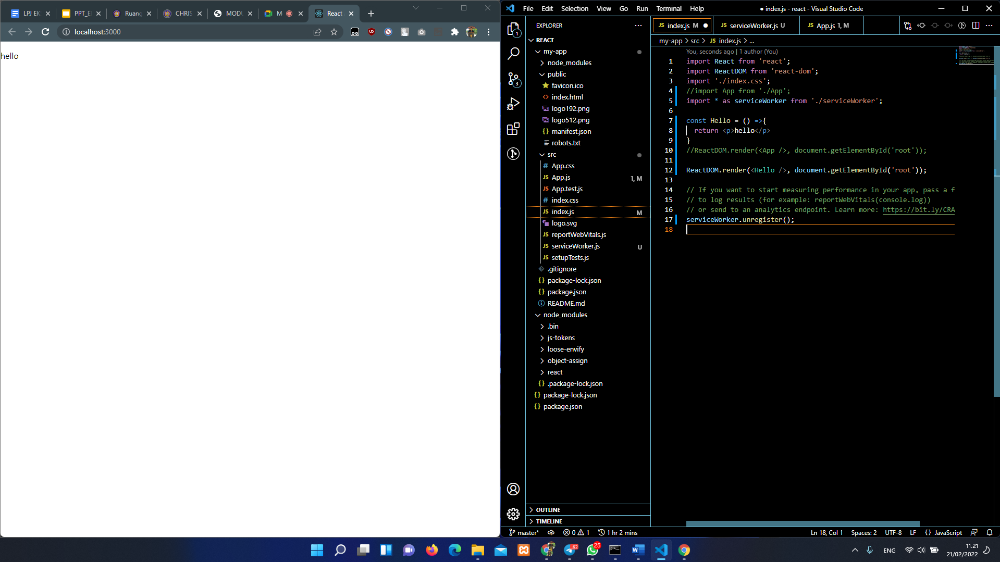 LPJ EK
PPT_E
Ruang
CHRIS
MODU
M
React
localhost:3000
hello
File Edit Selection View Go Run Terminal Help
● index.js - react - Visual Studio Code
EXPLORER
REACT
my-app
node_modules
public
favicon.ico
index.html
logo192.png
logo512.png
manifest.json
robots.txt
src
App.css
App.js 1, M
App.test.js
index.css
index.js M
logo.svg
reportWebVitals.js
serviceWorker.js U
setupTests.js
.gitignore
package-lock.json
package.json
README.md
node_modules
.bin
js-tokens
loose-envify
object-assign
react
.package-lock.json
package-lock.json
package.json
OUTLINE
TIMELINE
JS index.js M
JS serviceWorker.js U
JS App.js 1, M
my-app > src > JS index.js > ...
You, seconds ago | 1 author (You)
1 import React from 'react';
2 import ReactDOM from 'react-dom';
3 import './index.css';
4 //import App from './App';
5 import * as serviceWorker from './serviceWorker';
6
7 const Hello = () =>{
8 return <p>hello</p>
9 }
10 //ReactDOM.render(<App />, document.getElementById('root'));
11
12 ReactDOM.render(<Hello />, document.getElementById('root'));
13
14 // If you want to start measuring performance in your app, pass a f
15 // to log results (for example: reportWebVitals(console.log))
16 // or send to an analytics endpoint. Learn more: https://bit.ly/CRA
17 serviceWorker.unregister();
18
master* 0 1 1 hr 2 mins
Ln 18, Col 1 Spaces: 2 UTF-8 LF {} JavaScript
62
25
ENG
11.21
21/02/2022